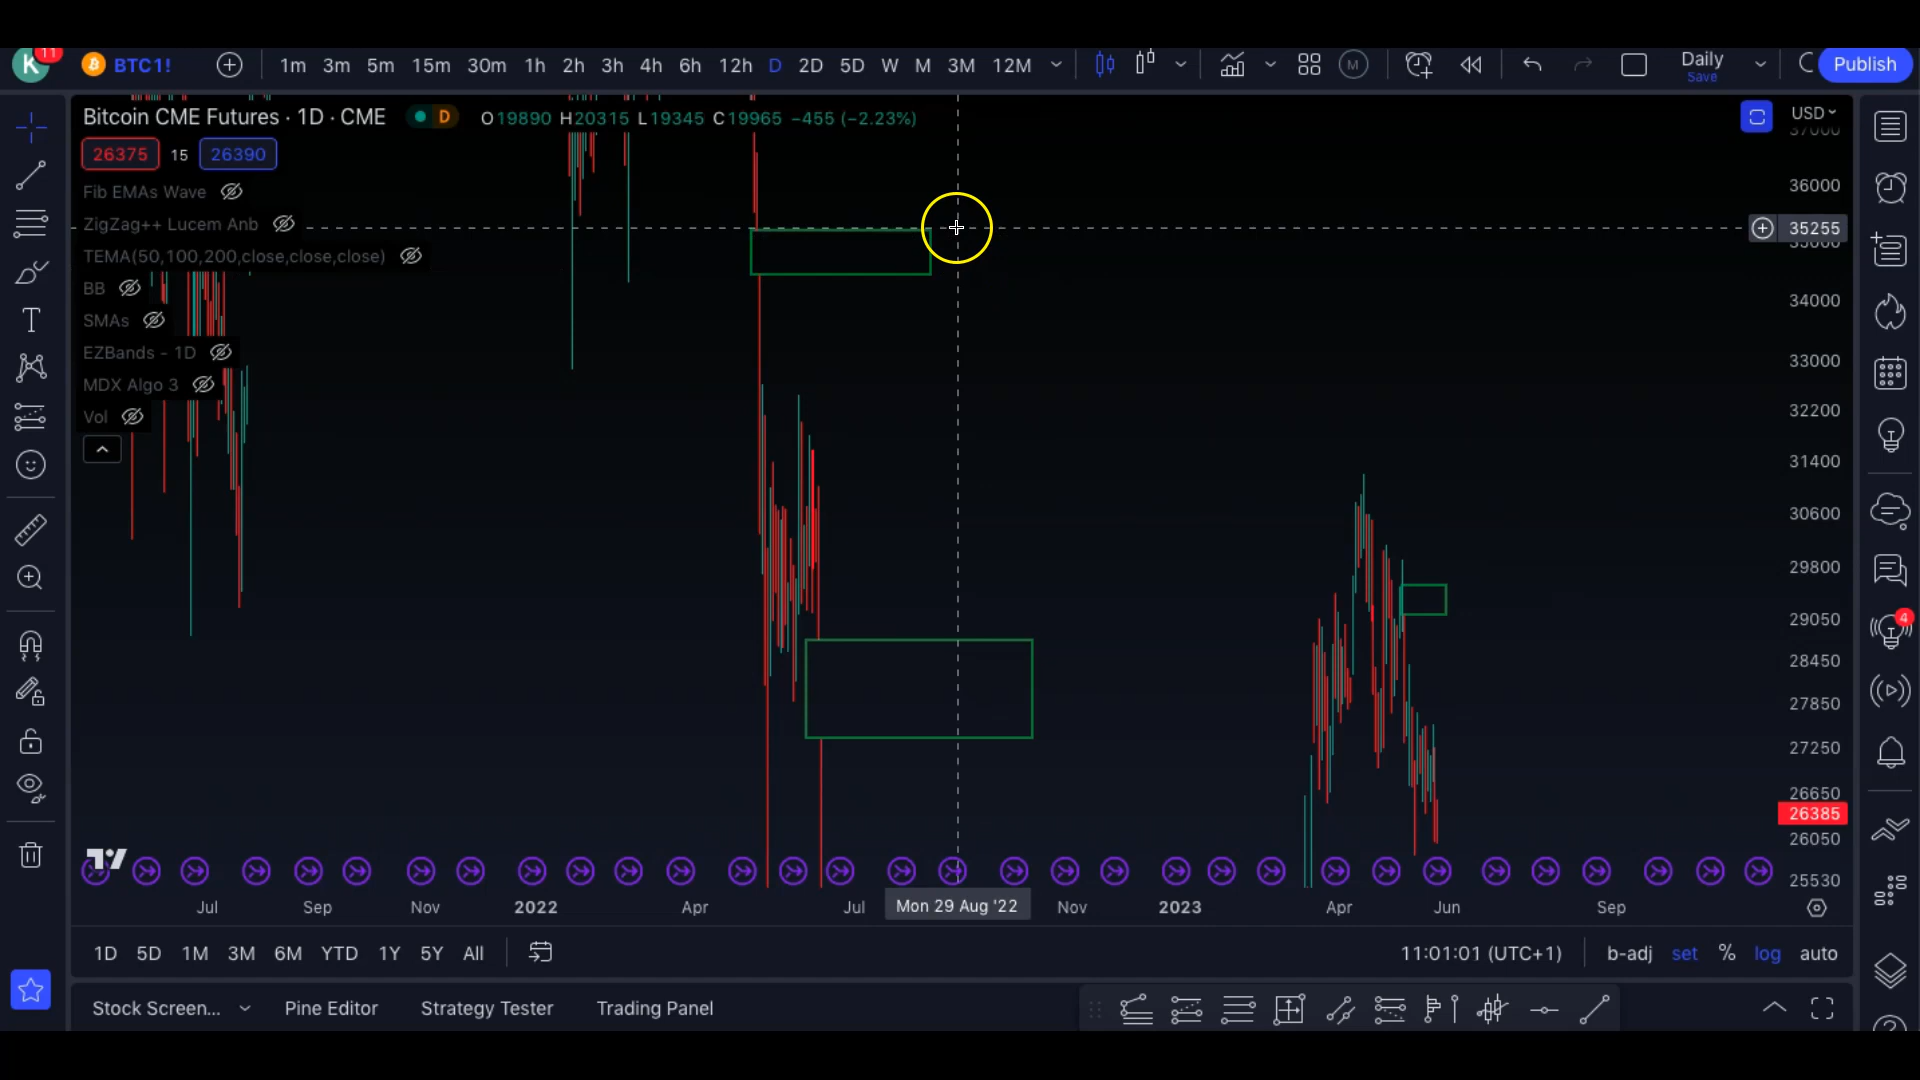 K 11 BTC1! 1m 3m 5m 15m 30m 1h 2h 3h 4h 6h 12h D 2D 5D W M 3M 12M M Daily Save Publish
Bitcoin CME Futures · 1D · CME D O19890 H20315 L19345 C19965 −455 (−2.23%) USD
37000
26375 15 26390
Fib EMAs Wave 36000
ZigZag++ Lucem Anb 35255
35000
TEMA(50,100,200,close,close,close)
BB 34000
SMAs
EZBands - 1D 33000
MDX Algo 3
Vol 32200
31400
30600
29800
29050 4
28450
27850
27250
26650
26385
26050
25530
Jul Sep Nov 2022 Apr Jul Mon 29 Aug '22 Nov 2023 Apr Jun Sep
1D 5D 1M 3M 6M YTD 1Y 5Y All 11:01:01 (UTC+1) b-adj set % log auto
Stock Screen... Pine Editor Strategy Tester Trading Panel